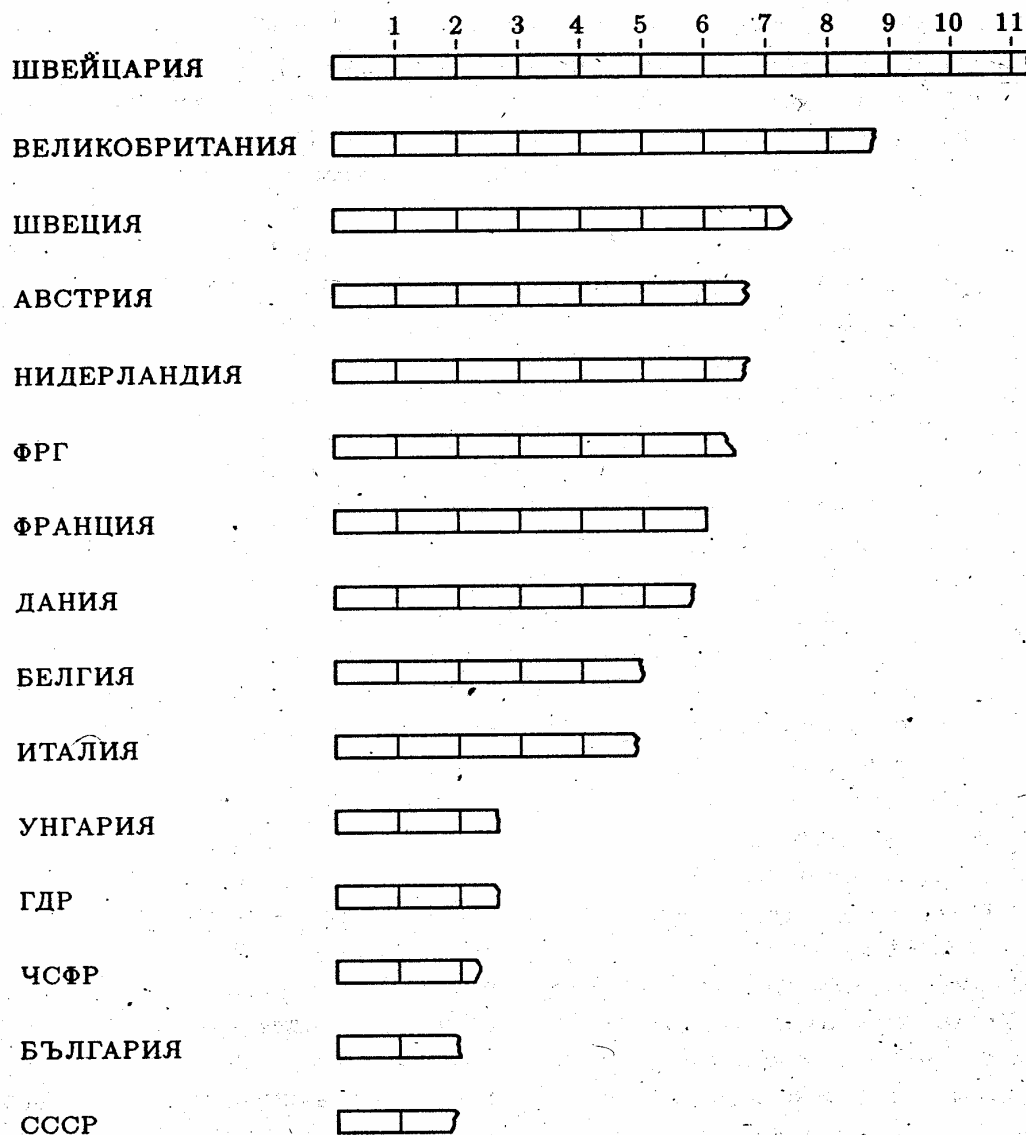 1 2 3 4 5 6 7 8 9 10 11
ШВЕЙЦАРИЯ
ВЕЛИКОБРИТАНИЯ
ШВЕЦИЯ
АВСТРИЯ
НИДЕРЛАНДИЯ
ФРГ
ФРАНЦИЯ
ДАНИЯ
БЕЛГИЯ
ИТАЛИЯ
УНГАРИЯ
ГДР
ЧСФР
БЪЛГАРИЯ
СССР